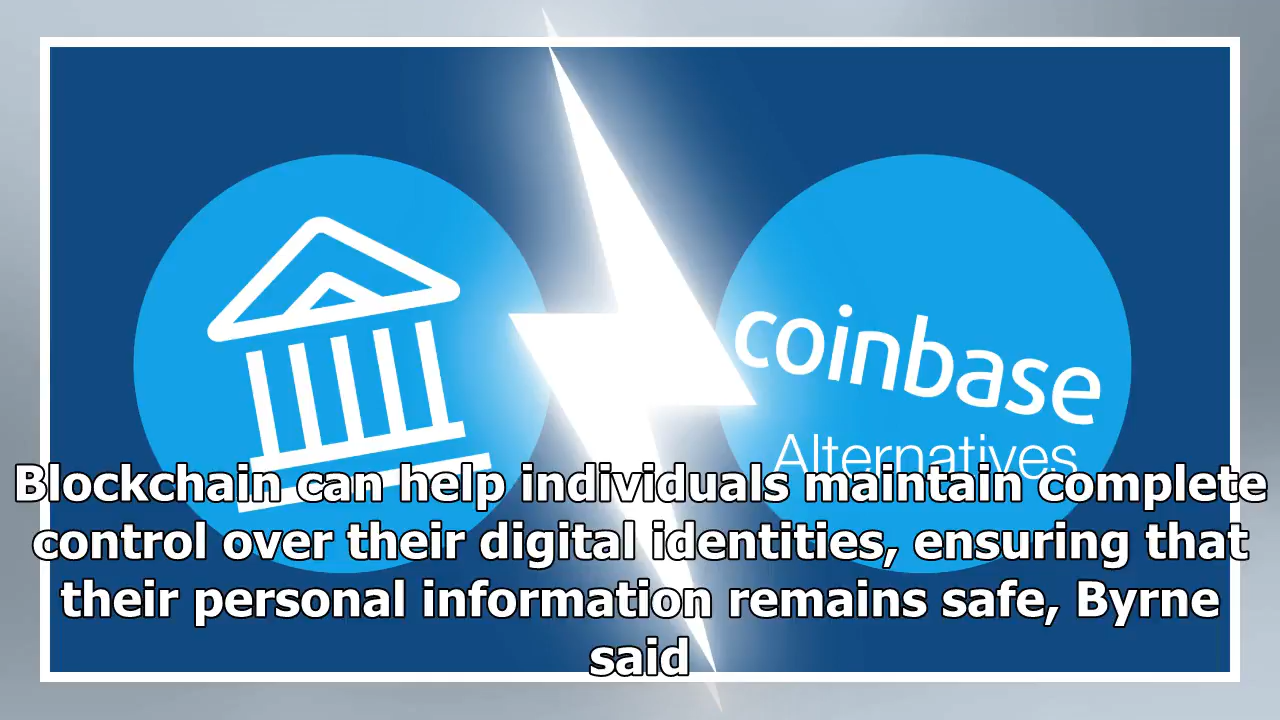 coinbase
Alternatives
Blockchain can help individuals maintain complete
control over their digital identities, ensuring that
their personal information remains safe, Byrne
said